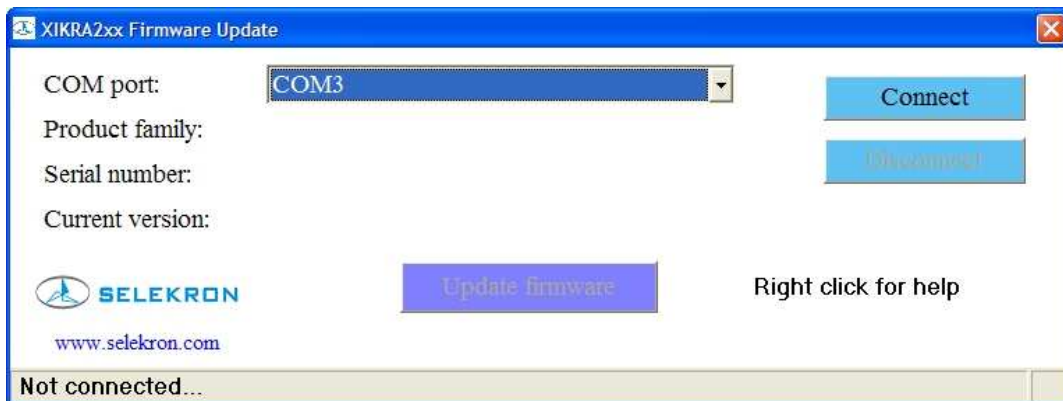 XIKRA2xx Firmware Update
COM port:
COM3
Connect
Product family:
Disconnect
Serial number:
Current version:
SELEKRON
Update firmware
Right click for help
www.selekron.com
Not connected...